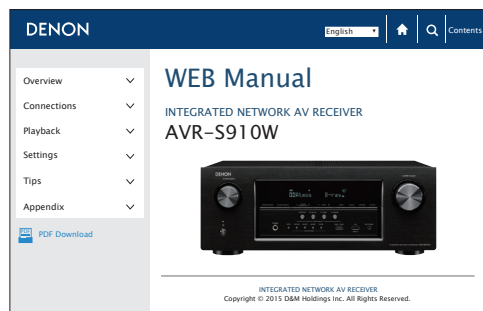 DENON
English
Contents
Overview
Connections
Playback
Settings
Tips
Appendix
PDF
PDF Download
WEB Manual
INTEGRATED NETWORK AV RECEIVER
AVR-S910W
DENON
INTEGRATED NETWORK AV RECEIVER
Copyright © 2015 D&M Holdings Inc. All Rights Reserved.